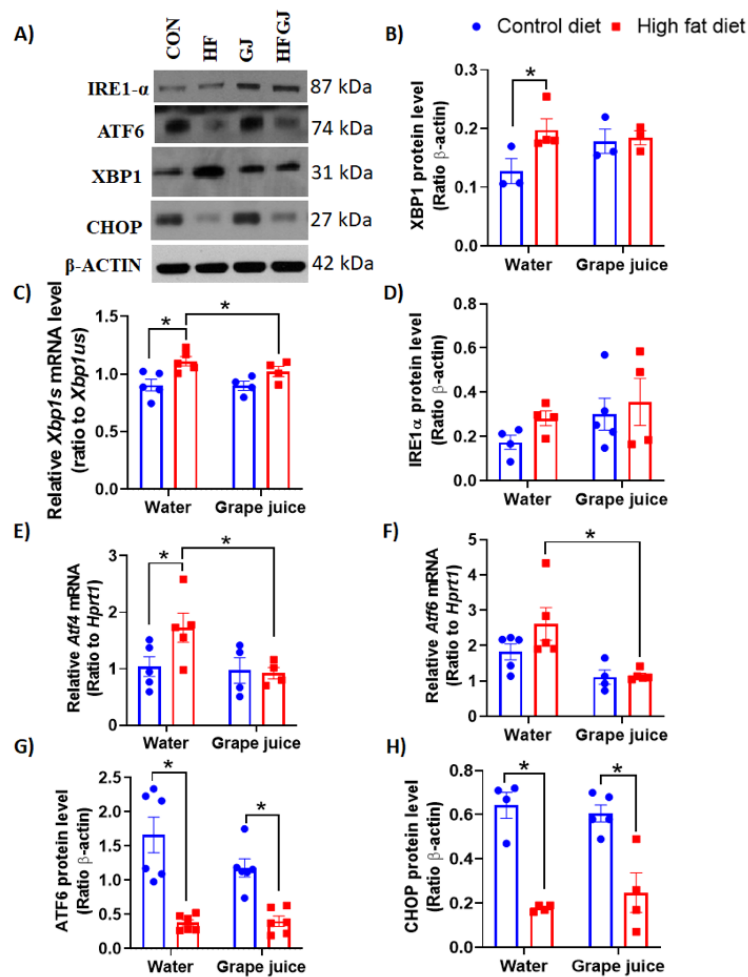 ● Control diet ■ High fat diet
A)
CON HF GJ HFGJ
IRE1-α 87 kDa
ATF6 74 kDa
XBP1 31 kDa
CHOP 27 kDa
β-ACTIN 42 kDa
B)
XBP1 protein level
(Ratio β-actin)
0.3
0.2
0.1
0.0
*
Water Grape juice
C)
Relative Xbp1s mRNA level
(ratio to Xbp1us)
1.5
1.0
0.5
0.0
* *
Water Grape juice
D)
IRE1α protein level
(Ratio β-actin)
0.8
0.6
0.4
0.2
0.0
Water Grape juice
E)
Relative Atf4 mRNA
(Ratio to Hprt1)
4
3
2
1
0
* *
Water Grape juice
F)
Relative Atf6 mRNA
(Ratio to Hprt1)
5
4
3
2
1
0
*
Water Grape juice
G)
ATF6 protein level
(Ratio β-actin)
2.5
2.0
1.5
1.0
0.5
0.0
* *
Water Grape juice
H)
CHOP protein level
(Ratio β-actin)
0.8
0.6
0.4
0.2
0.0
* *
Water Grape juice